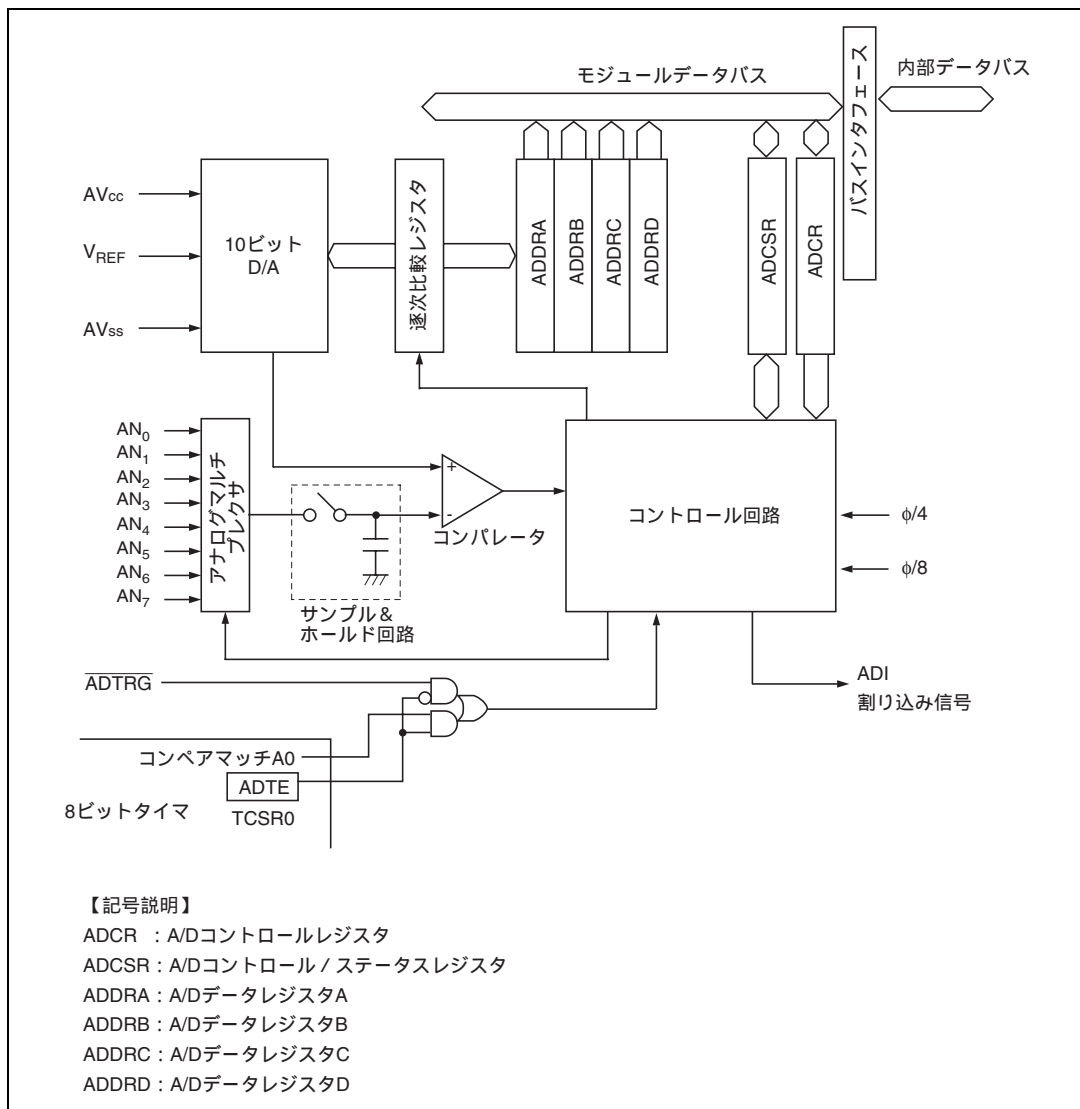 モジュールデータバス
内部データバス
バスインタフェース
AVcc
VREF
AVss
10ビット
D/A
逐次比較レジスタ
ADDRA
ADDRB
ADDRC
ADDRD
ADCSR
ADCR
AN0
AN1
AN2
AN3
AN4
AN5
AN6
AN7
アナログマルチ
プレクサ
+
-
コンパレータ
サンプル&
ホールド回路
コントロール回路
φ/4
φ/8
ADTRG
ADI
割り込み信号
コンペアマッチA0
ADTE
8ビットタイマ
TCSR0
【記号説明】
ADCR : A/Dコントロールレジスタ
ADCSR : A/Dコントロール / ステータスレジスタ
ADDRA : A/DデータレジスタA
ADDRB : A/DデータレジスタB
ADDRC : A/DデータレジスタC
ADDRD : A/DデータレジスタD